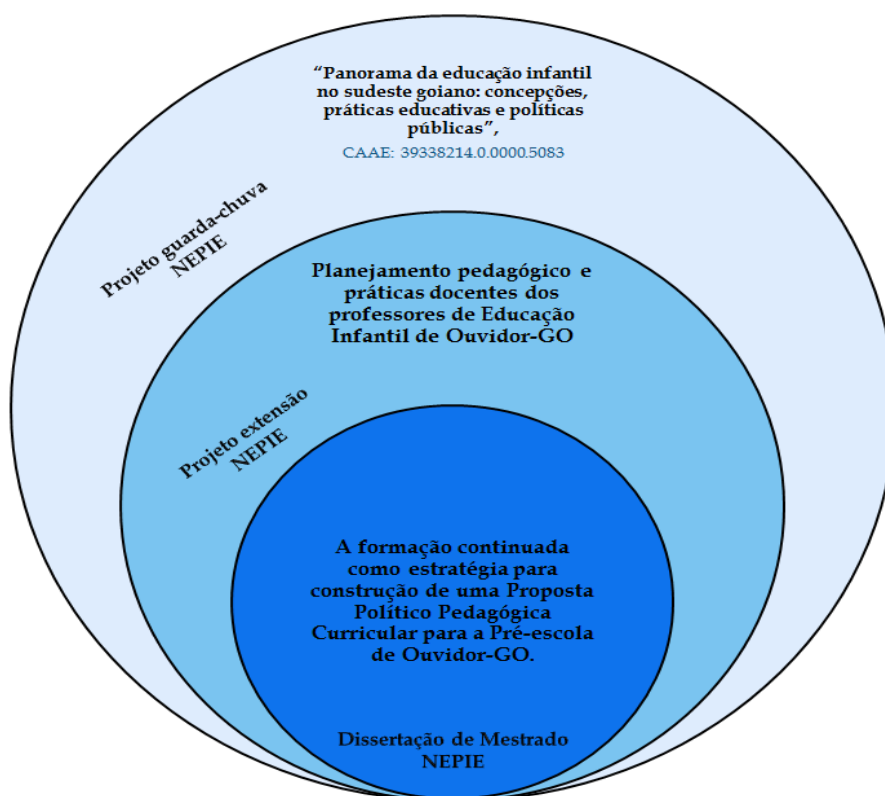 “Panorama da educação infantil
no sudeste goiano: concepções,
práticas educativas e políticas
públicas”,
CAAE: 39338214.0.0000.5083
Projeto guarda-chuva
NEPIE
Planejamento pedagógico e
práticas docentes dos
professores de Educação
Infantil de Ouvidor-GO
Projeto extensão
NEPIE
A formação continuada
como estratégia para
construção de uma Proposta
Político Pedagógica
Curricular para a Pré-escola
de Ouvidor-GO.
Dissertação de Mestrado
NEPIE